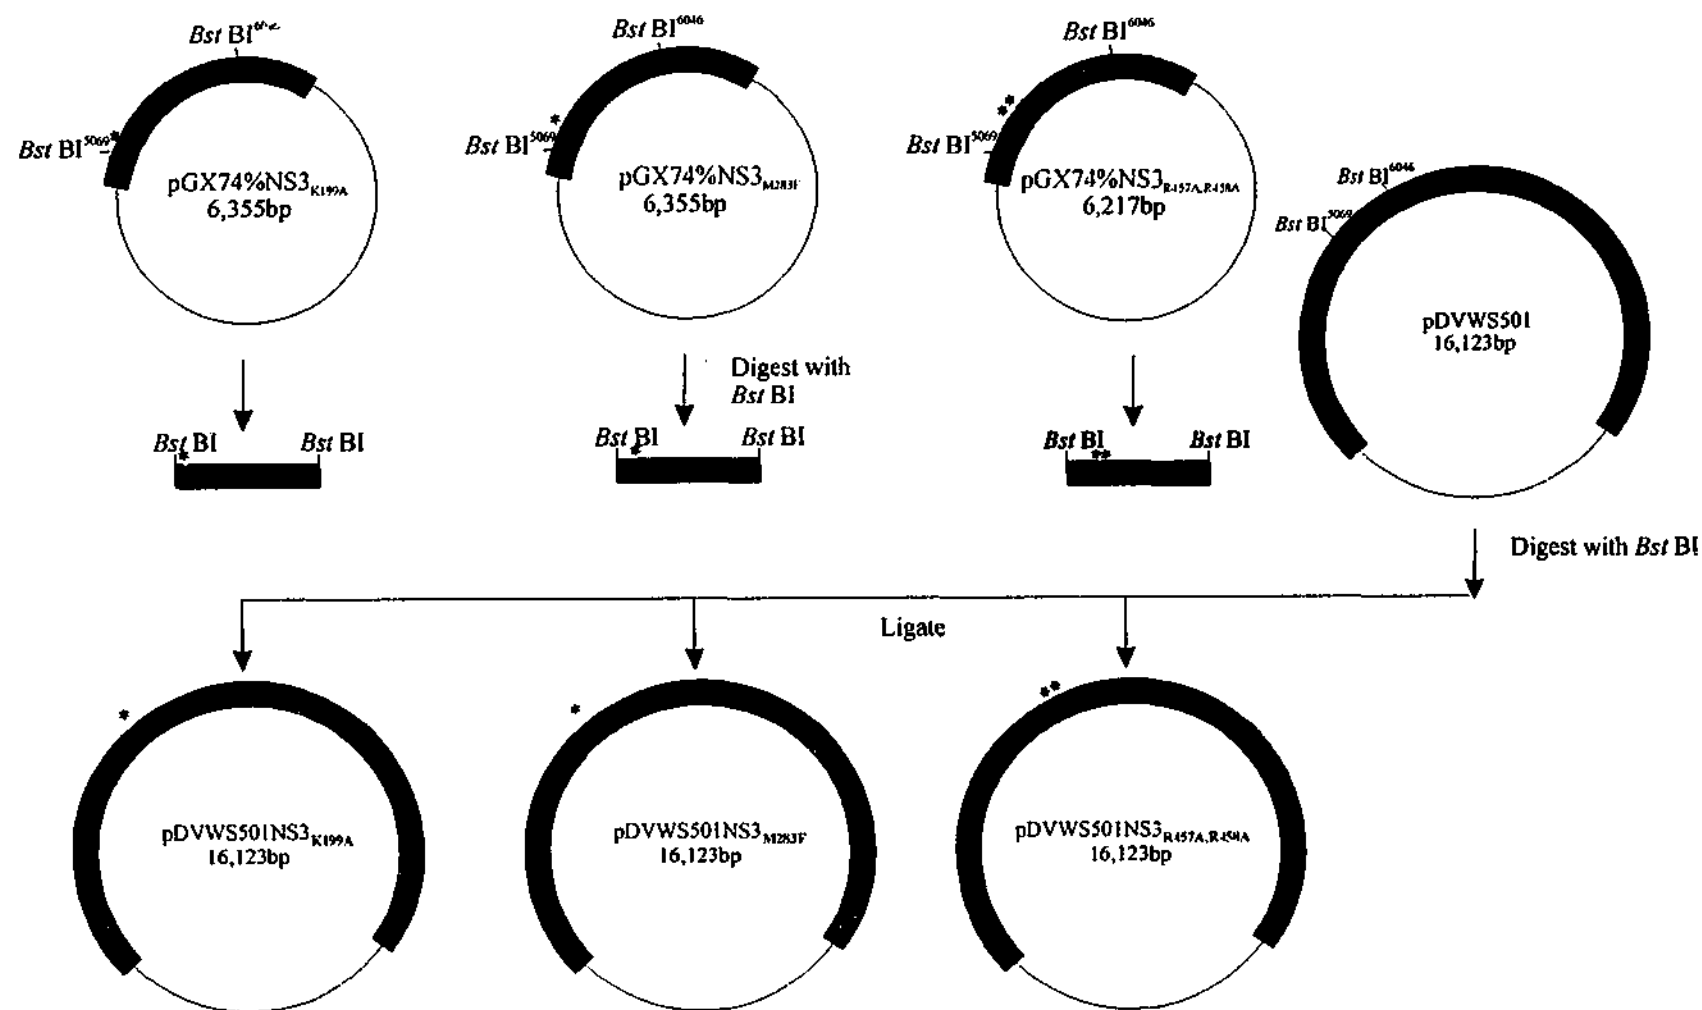 Bst BI
Bst BI⁶⁰⁴⁶
Bst BI⁶⁰⁴⁶
*
Bst BI⁵⁰⁶⁹
*
Bst BI⁵⁰⁶⁹
**
Bst BI⁵⁰⁶⁹
pGX74%NS3K199A
6,355bp
pGX74%NS3M283F
6,355bp
pGX74%NS3R457A,R458A
6,217bp
Bst BI⁶⁰⁴⁶
Bst BI⁵⁰⁶⁹
pDVWS501
16,123bp
Digest with
Bst BI
Bst BI
*
Bst BI
Bst BI
*
Bst BI
Bst BI
**
Bst BI
Digest with Bst BI
Ligate
*
*
**
pDVWS501NS3K199A
16,123bp
pDVWS501NS3M283F
16,123bp
pDVWS501NS3R457A,R458A
16,123bp